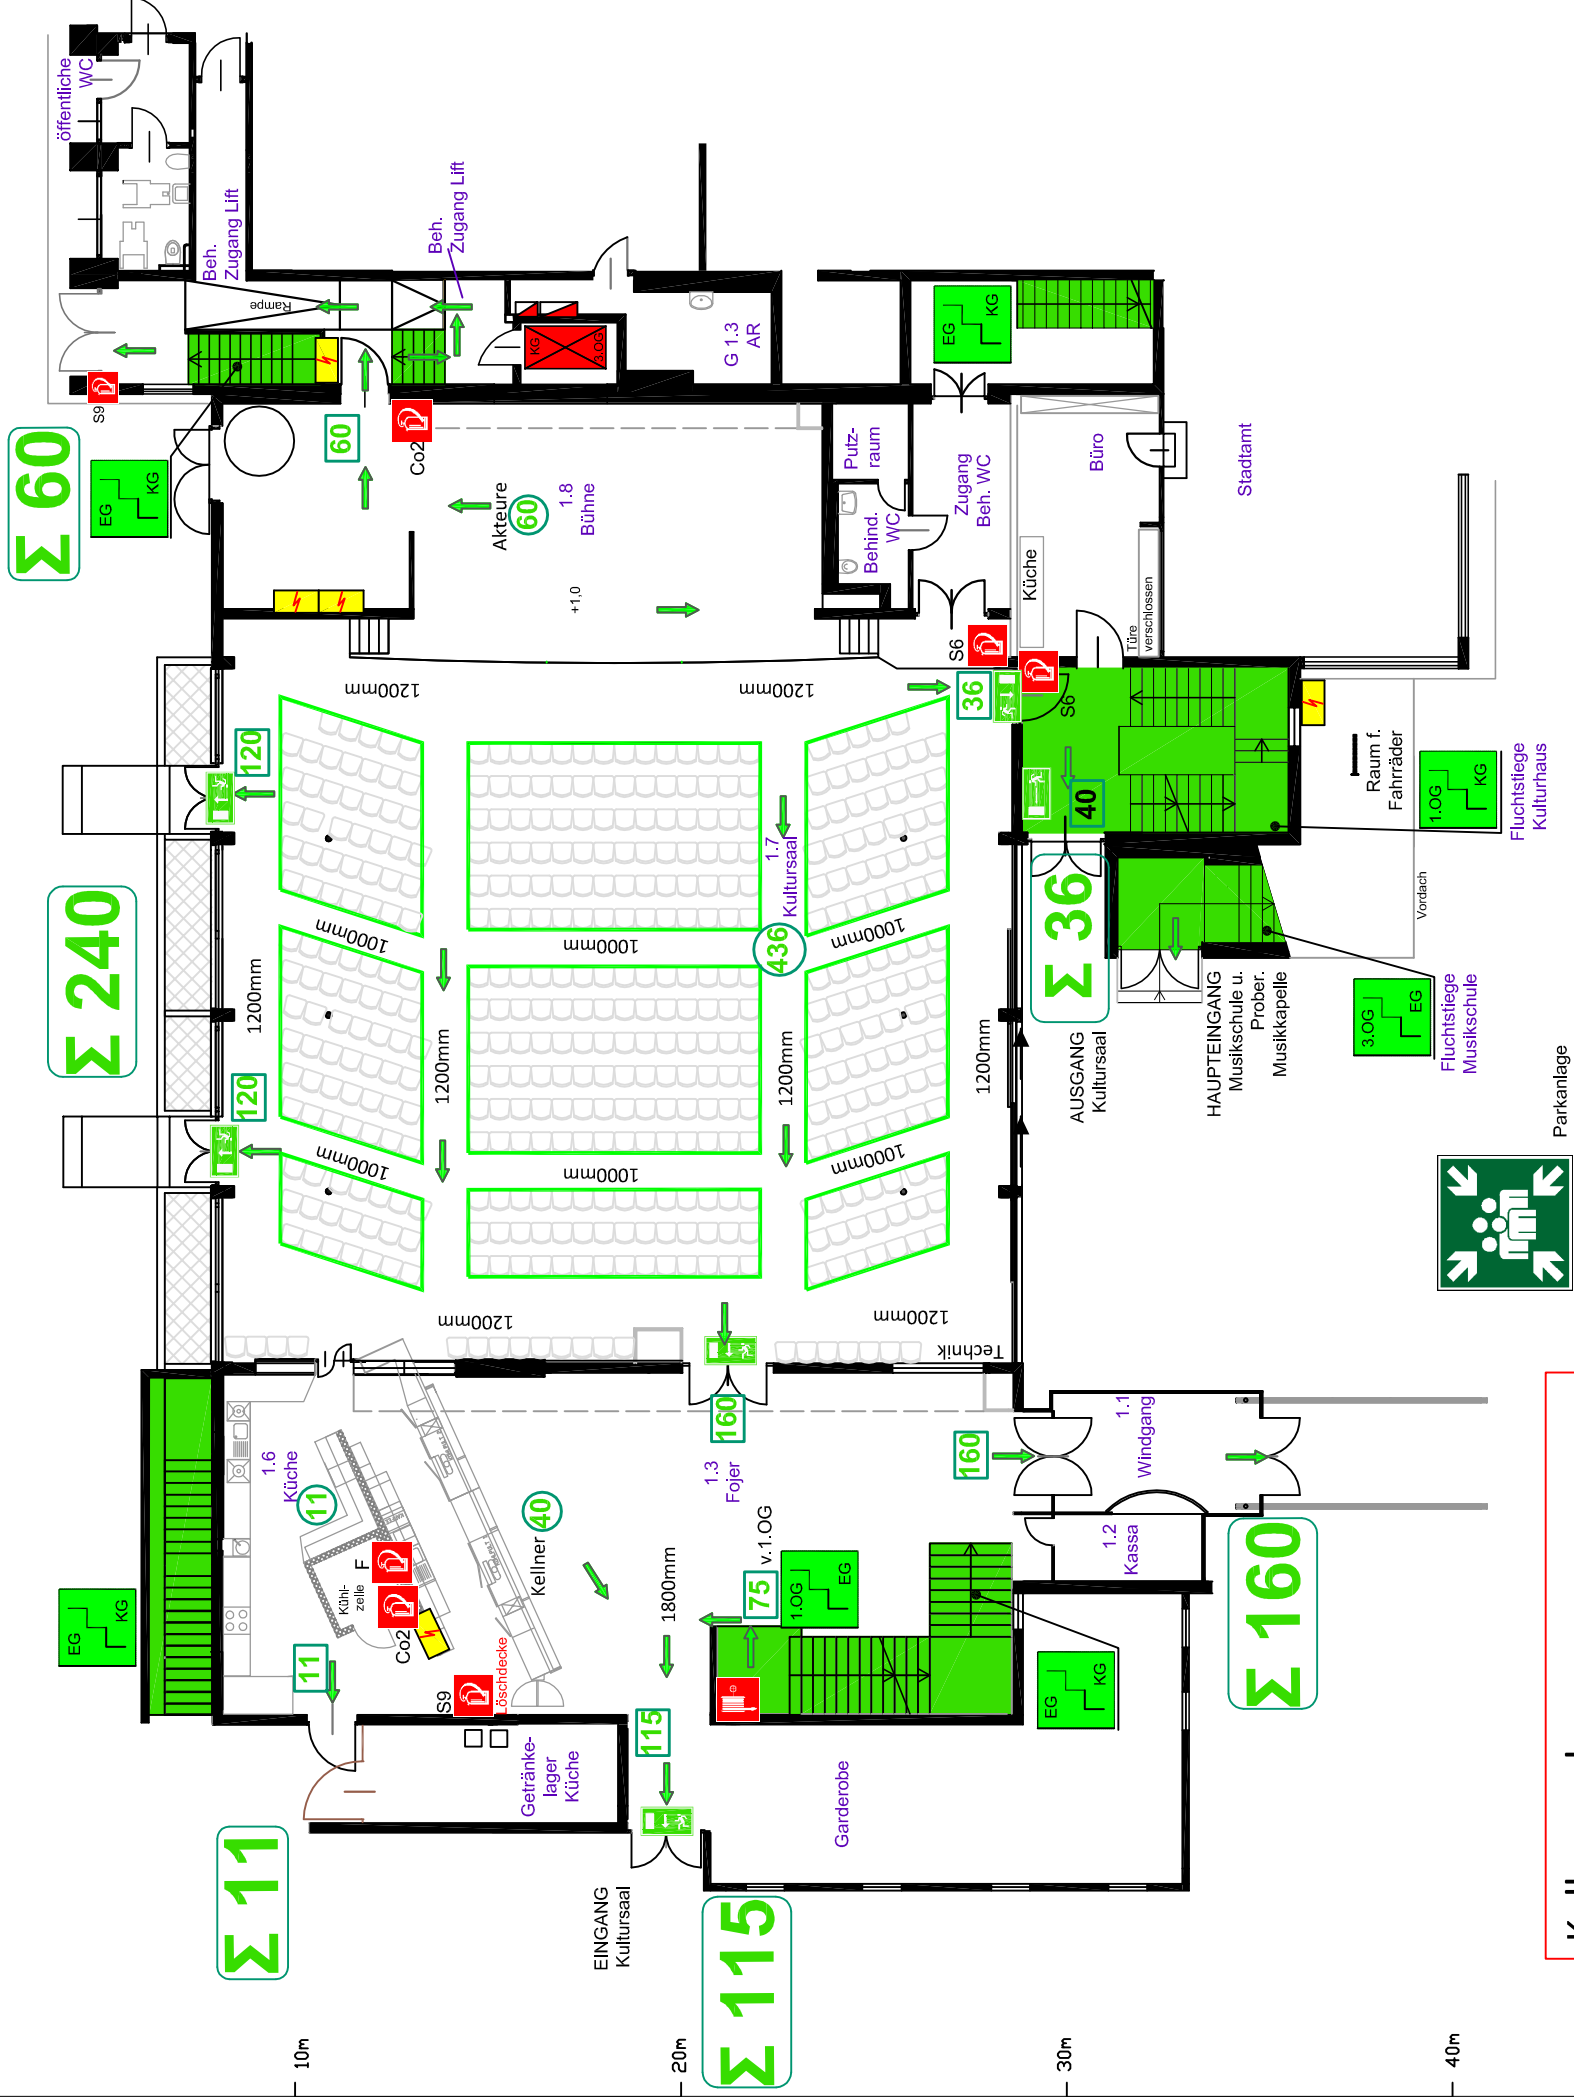 öffentliche
WC
Beh.
Zugang Lift
Beh.
Zugang Lift
Rampe
S9
Σ 60
EG
KG
60
Co2
KG
3.OG
G 1.3
AR
EG
KG
Akteure
60
1.8
Bühne
+1,0
Putz-
raum
Behind.
WC
Zugang
Beh. WC
Büro
Küche
Türe
verschlossen
Stadtamt
S6
S6
36
1200mm
1200mm
120
Σ 240
120
1200mm
1000mm
1000mm
1000mm
1.7
Kultursaal
436
1200mm
1200mm
1200mm
1000mm
1000mm
1000mm
40
Σ 36
AUSGANG
Kultursaal
Raum f.
Fahrräder
1.OG
KG
Fluchtstiege
Kulturhaus
Vordach
HAUPTEINGANG
Musikschule u.
Prober.
Musikkapelle
3.OG
EG
Fluchtstiege
Musikschule
Parkanlage
1200mm
1200mm
Technik
160
1.6
Küche
11
Kühl-
zelle
F
Co2
Kellner
40
1.3
Fojer
160
1.1
Windgang
1.2
Kassa
Σ 160
EG
KG
11
S9
Löschdecke
1800mm
75
v.1.OG
1.OG
EG
EG
KG
115
Getränke-
lager
Küche
Garderobe
Σ 11
EINGANG
Kultursaal
Σ 115
10m
20m
30m
40m